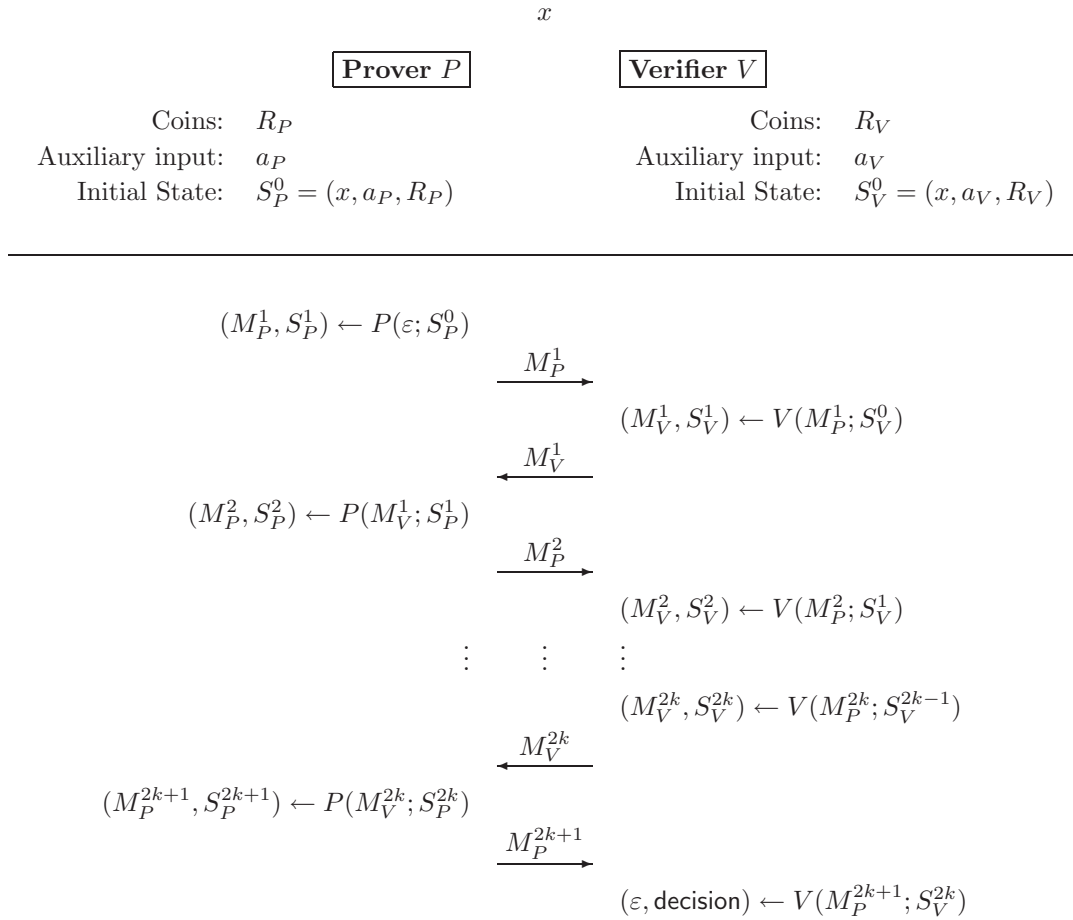 x
Prover P Verifier V
Coins: R_P Coins: R_V
Auxiliary input: a_P Auxiliary input: a_V
Initial State: S_P^0 = (x, a_P, R_P) Initial State: S_V^0 = (x, a_V, R_V)
(M_P^1, S_P^1) ← P(ε; S_P^0)
M_P^1
(M_V^1, S_V^1) ← V(M_P^1; S_V^0)
M_V^1
(M_P^2, S_P^2) ← P(M_V^1; S_P^1)
M_P^2
(M_V^2, S_V^2) ← V(M_P^2; S_V^1)
⋮ ⋮ ⋮
(M_V^{2k}, S_V^{2k}) ← V(M_P^{2k}; S_V^{2k−1})
M_V^{2k}
(M_P^{2k+1}, S_P^{2k+1}) ← P(M_V^{2k}; S_P^{2k})
M_P^{2k+1}
(ε, decision) ← V(M_P^{2k+1}; S_V^{2k})